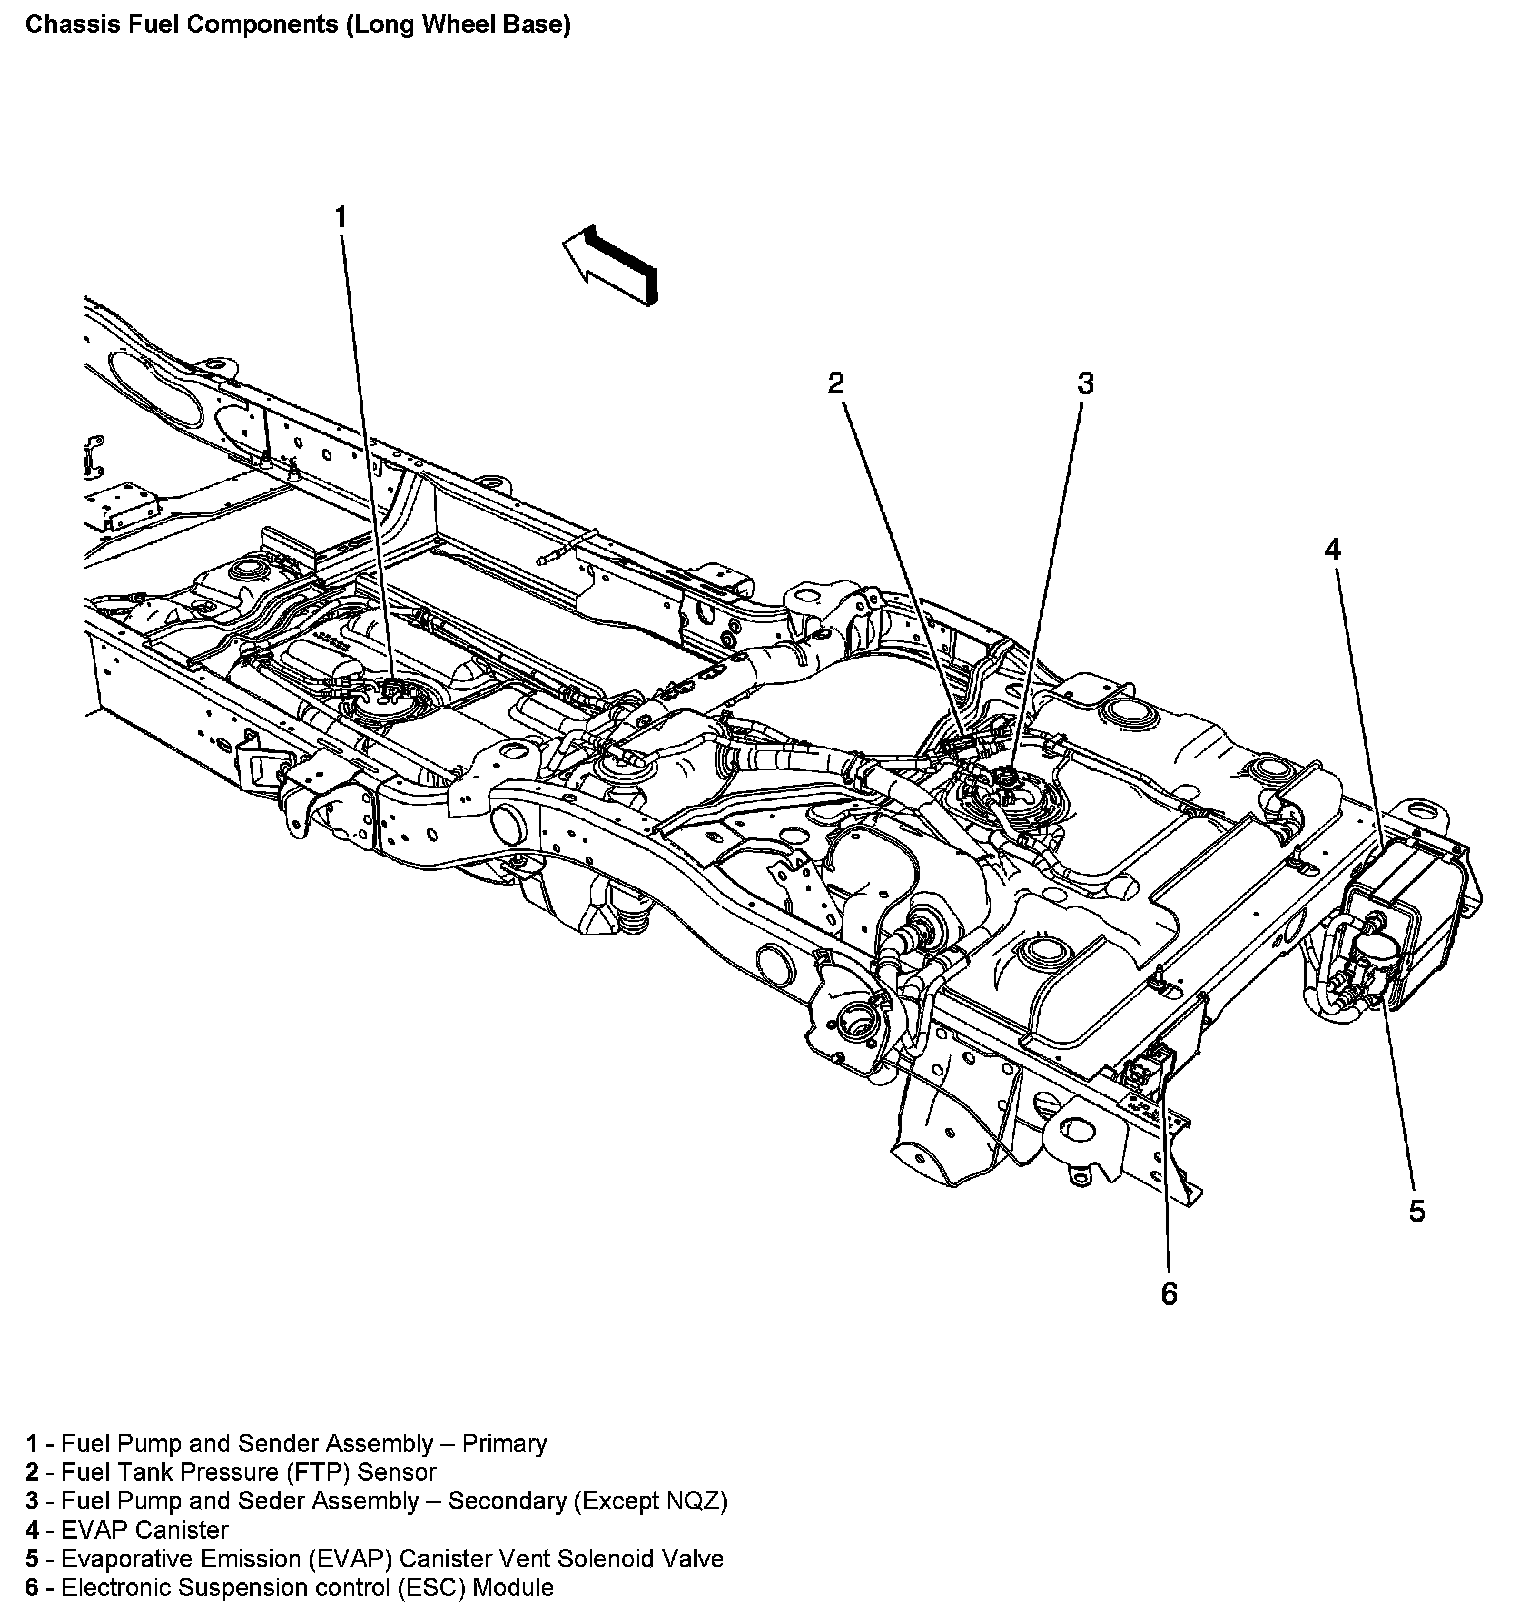 Chassis Fuel Components (Long Wheel Base)
1
2
3
4
5
6
1 - Fuel Pump and Sender Assembly – Primary
2 - Fuel Tank Pressure (FTP) Sensor
3 - Fuel Pump and Seder Assembly – Secondary (Except NQZ)
4 - EVAP Canister
5 - Evaporative Emission (EVAP) Canister Vent Solenoid Valve
6 - Electronic Suspension control (ESC) Module